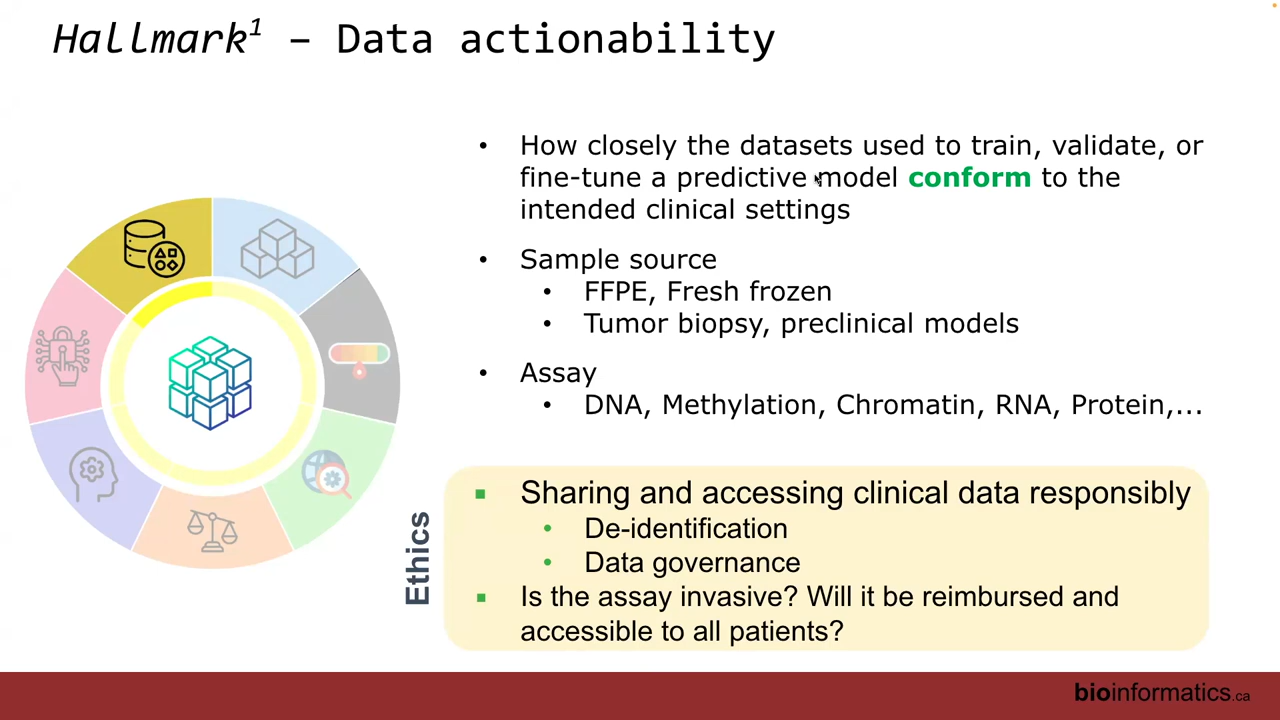 Hallmark¹ – Data actionability
• How closely the datasets used to train, validate, or
fine-tune a predictive model conform to the
intended clinical settings
• Sample source
• FFPE, Fresh frozen
• Tumor biopsy, preclinical models
• Assay
• DNA, Methylation, Chromatin, RNA, Protein,...
Ethics
▪ Sharing and accessing clinical data responsibly
• De-identification
• Data governance
▪ Is the assay invasive? Will it be reimbursed and
accessible to all patients?
bioinformatics.ca